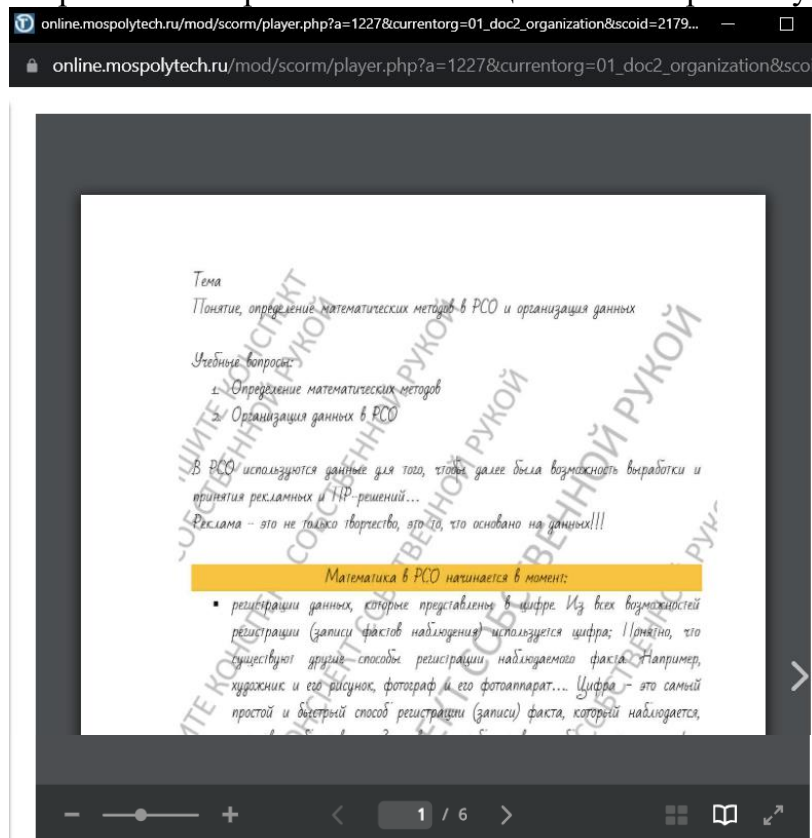 online.mospolytech.ru/mod/scorm/player.php?a=1227&currentorg=01_doc2_organization&scoid=2179...
online.mospolytech.ru/mod/scorm/player.php?a=1227&currentorg=01_doc2_organization&sco
Тема
Понятие, определение математических методов в РСО и организация данных
Учебные вопросы:
1. Определение математических методов
2. Организация данных в РСО
В РСО используются данные для того, чтобы далее была возможность выработки и
принятия рекламных и ПР-решений...
Реклама – это не только творчество, это то, что основано на данных!!!
Математика в РСО начинается в момент:
▪ регистрации данных, которые представлены в цифре. Из всех возможностей
регистрации (записи фактов наблюдения) используется цифра; Понятно, что
существуют другие способы регистрации наблюдаемого факта. Например,
художник и его рисунок, фотограф и его фотоаппарат.... Цифра – это самый
простой и быстрый способ регистрации (записи) факта, который наблюдается,
1 / 6